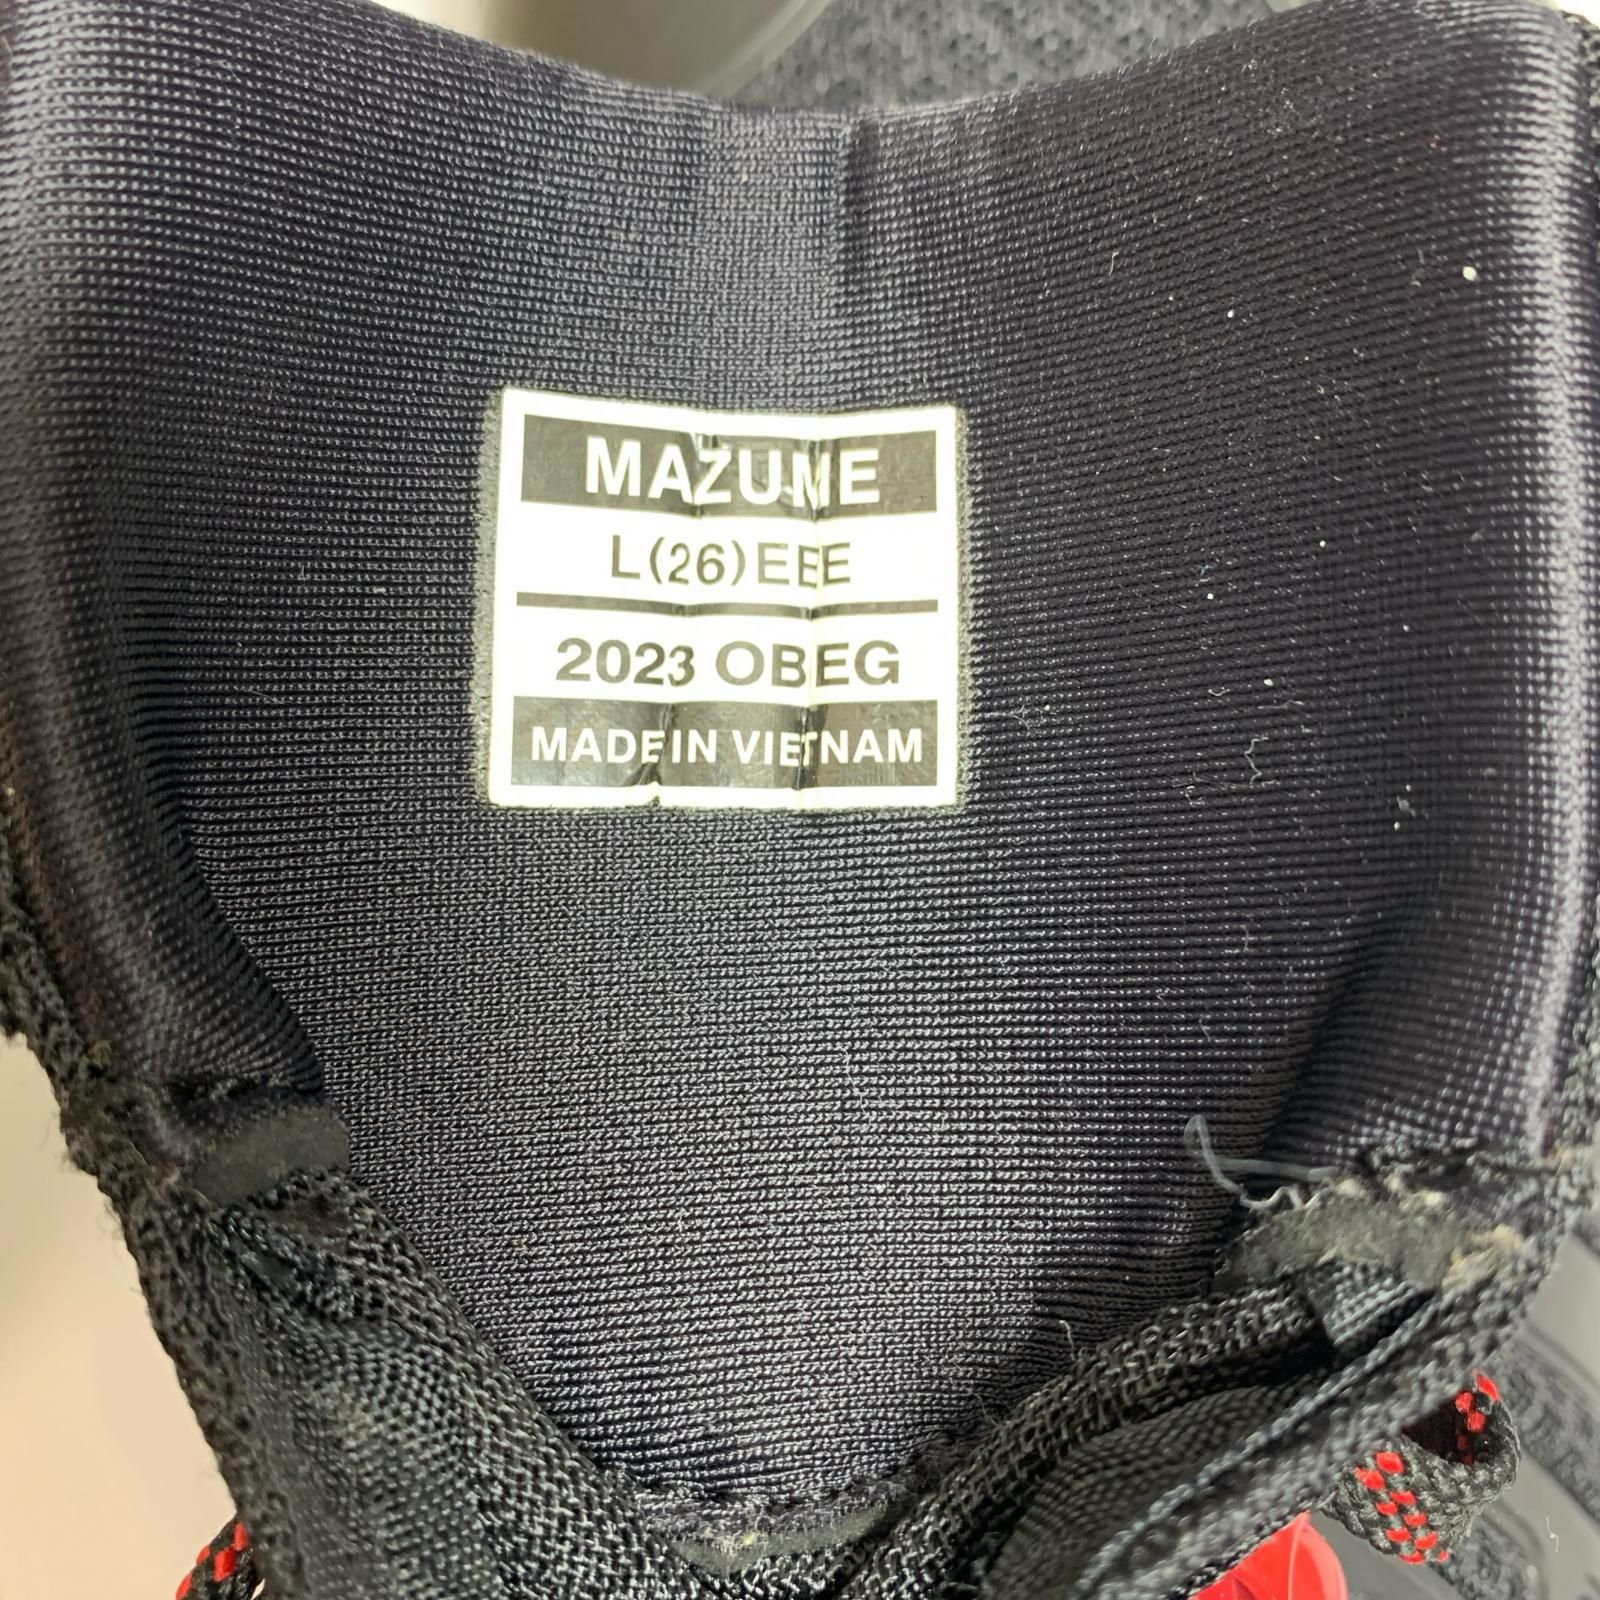 MAZUME
L(26)EEE
2023 OBEG
MADE IN VIETNAM